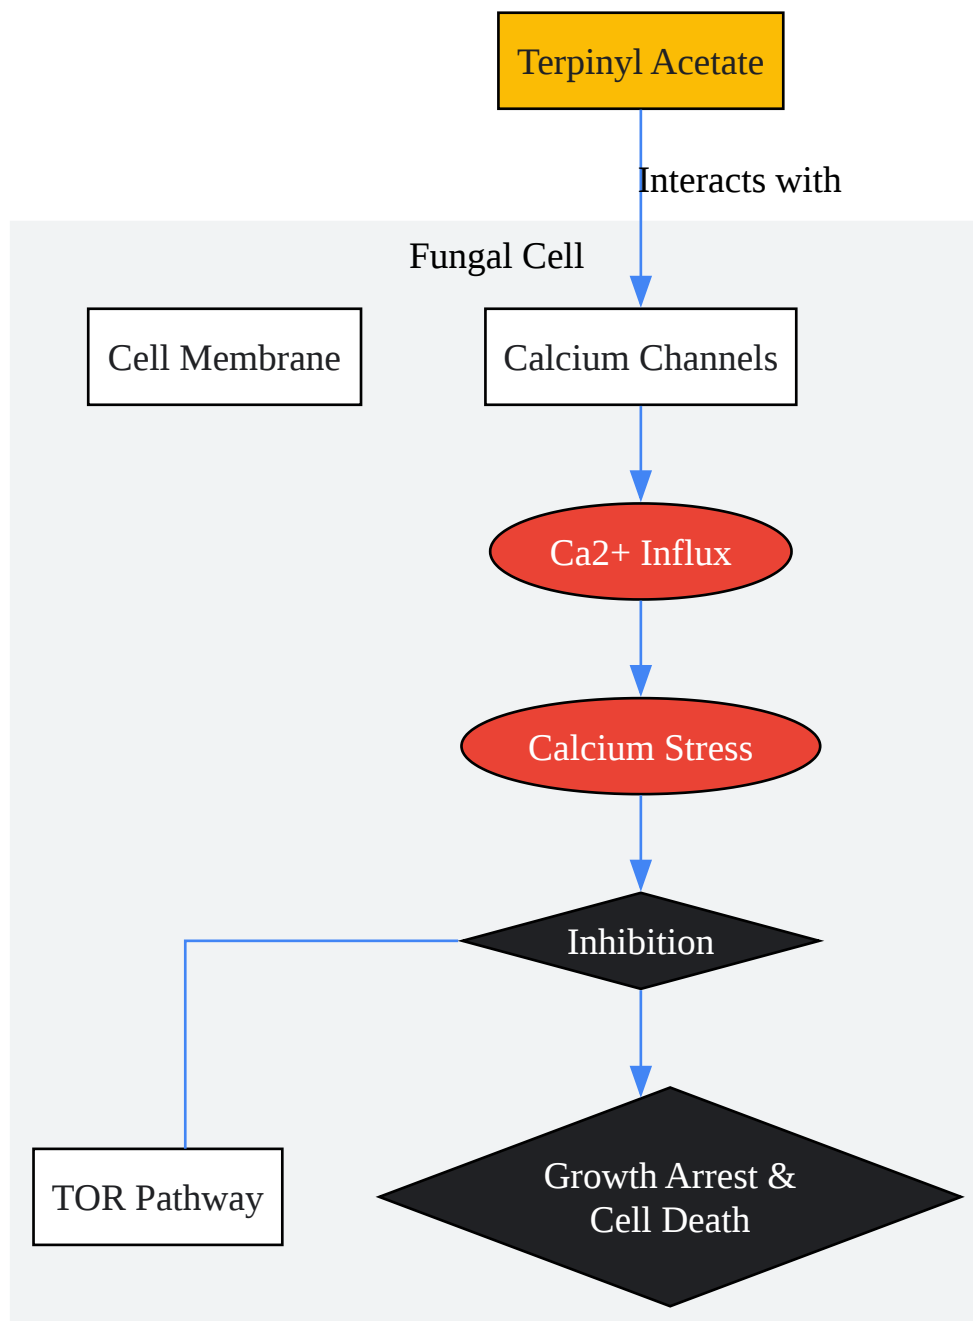 Terpinyl Acetate
Interacts with
Fungal Cell
Cell Membrane
Calcium Channels
Ca2+ Influx
Calcium Stress
Inhibition
TOR Pathway
Growth Arrest &
Cell Death